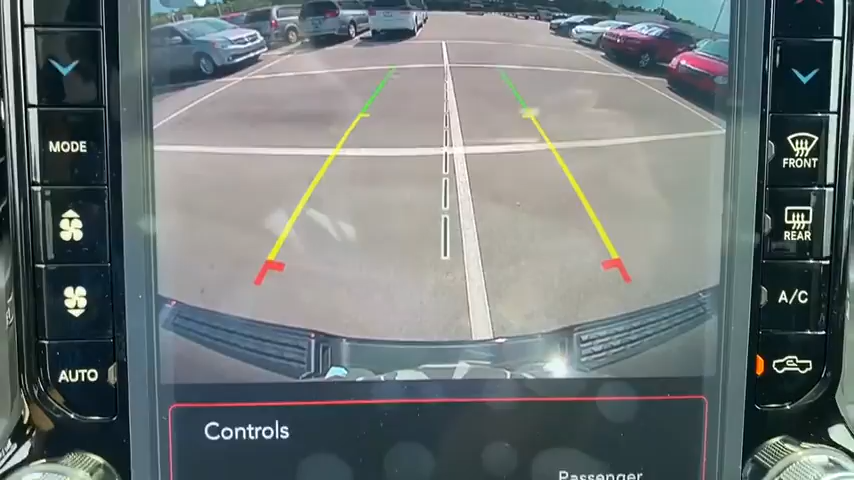 MODE
FRONT
REAR
A/C
AUTO
Controls
Passenger